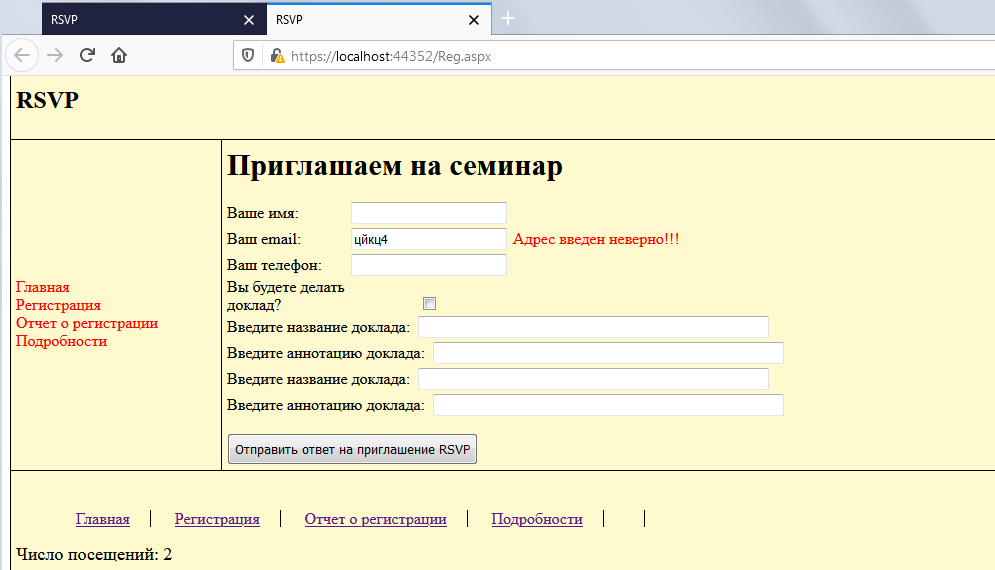 RSVP
RSVP
https://localhost:44352/Reg.aspx
RSVP
Приглашаем на семинар
Ваше имя:
Ваш email: цйкц4 Адрес введен неверно!!!
Ваш телефон:
Вы будете делать
доклад?
Введите название доклада:
Введите аннотацию доклада:
Введите название доклада:
Введите аннотацию доклада:
Отправить ответ на приглашение RSVP
Главная
Регистрация
Отчет о регистрации
Подробности
Главная Регистрация Отчет о регистрации Подробности
Число посещений: 2